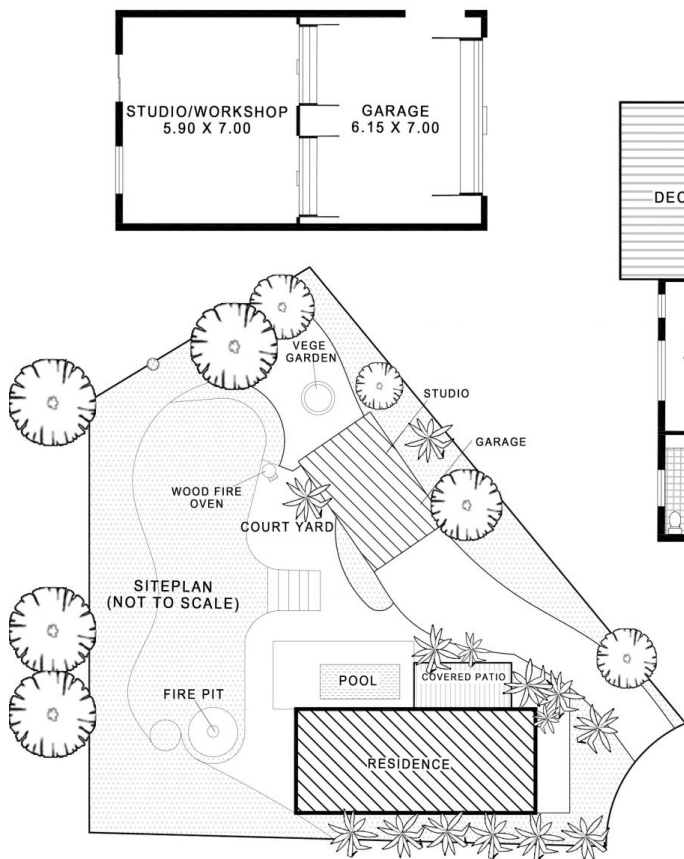 STUDIO/WORKSHOP
5.90 X 7.00
GARAGE
6.15 X 7.00
VEGE
GARDEN
STUDIO
GARAGE
WOOD FIRE
OVEN
COURT YARD
SITEPLAN
(NOT TO SCALE)
POOL
COVERED PATIO
FIRE PIT
RESIDENCE